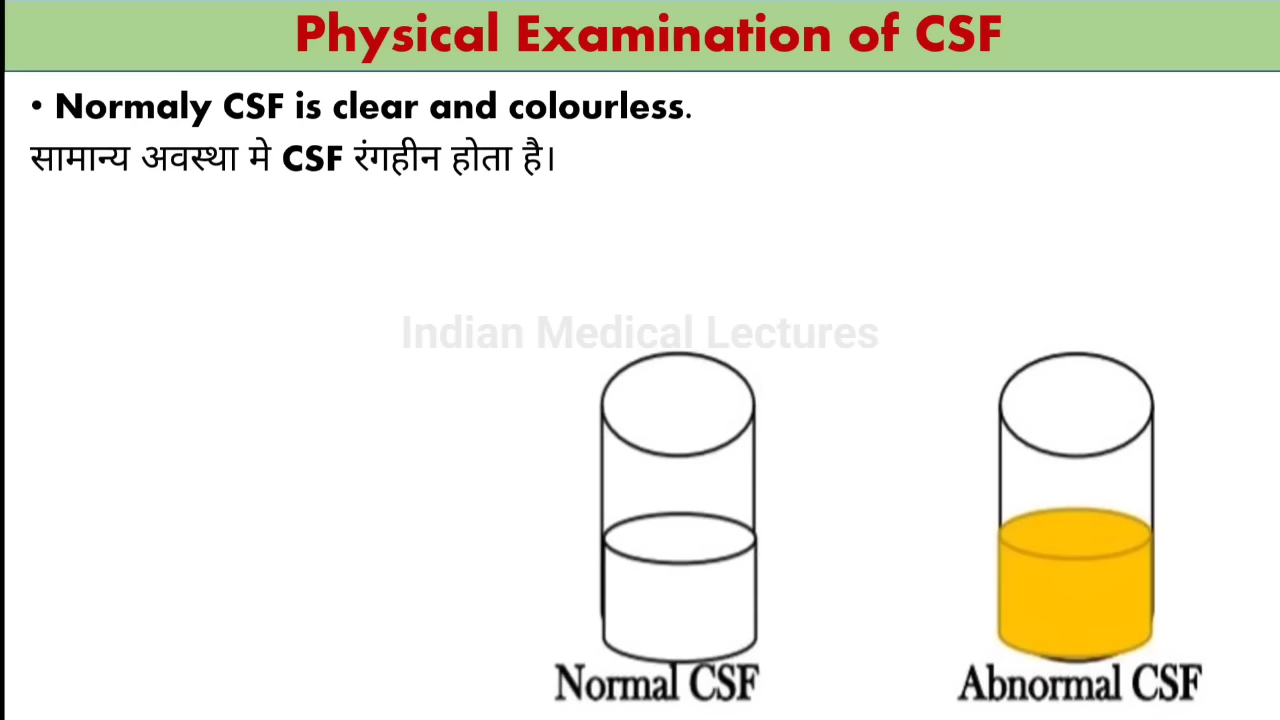 Physical Examination of CSF
• Normaly CSF is clear and colourless.
सामान्य अवस्था मे CSF रंगहीन होता है।
Indian Medical Lectures
Normal CSF
Abnormal CSF